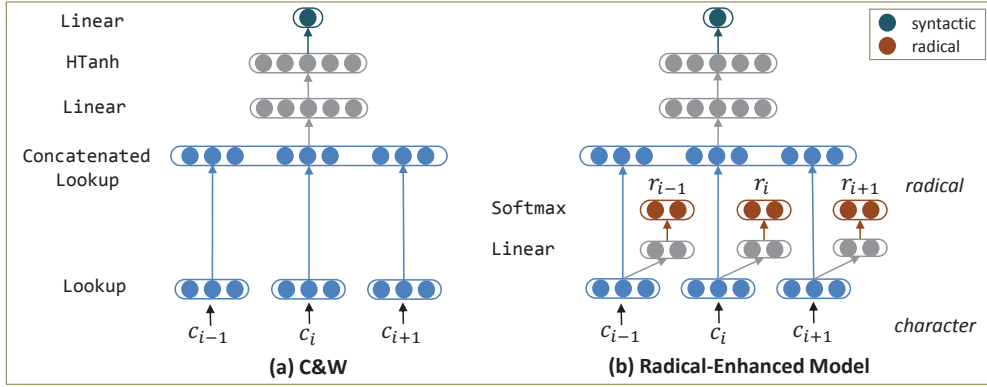 Linear
syntactic
radical
HTanh
Linear
Concatenated
Lookup
r_{i-1} r_i r_{i+1} radical
Softmax
Linear
Lookup
c_{i-1} c_i c_{i+1} c_{i-1} c_i c_{i+1} character
(a) C&W (b) Radical-Enhanced Model